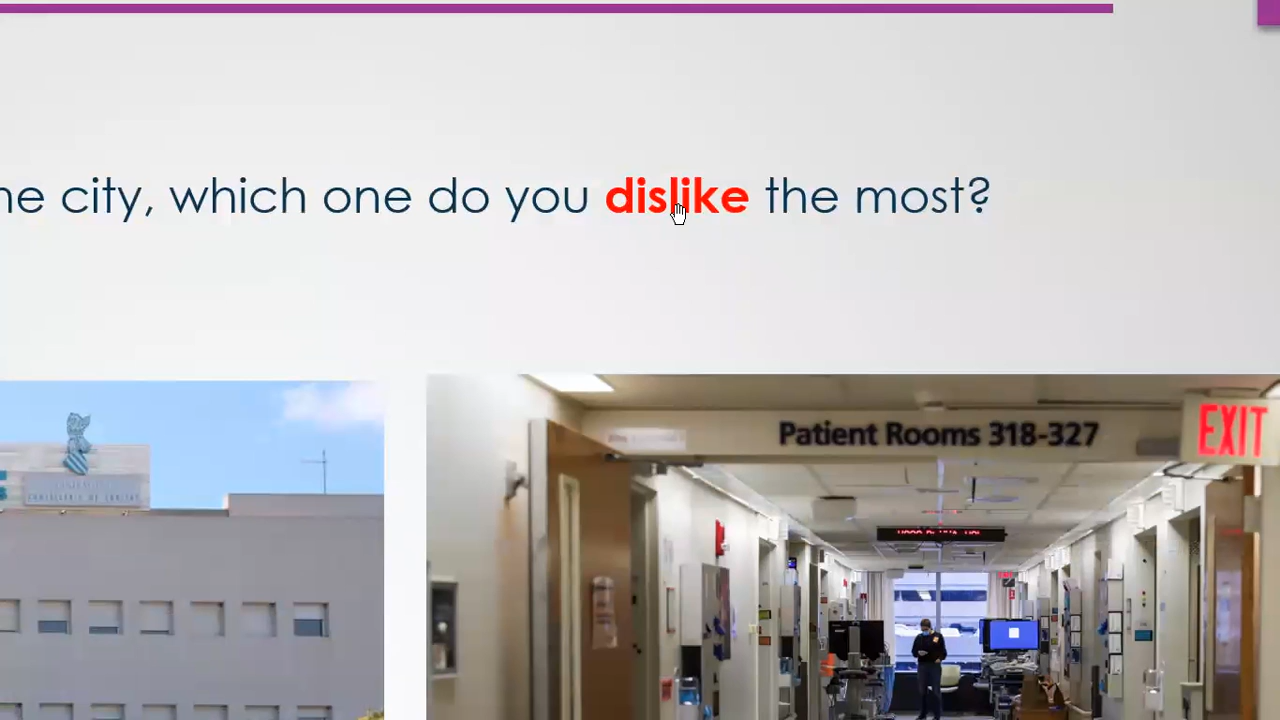 he city, which one do you dislike the most?
Patient Rooms 318-327
EXIT